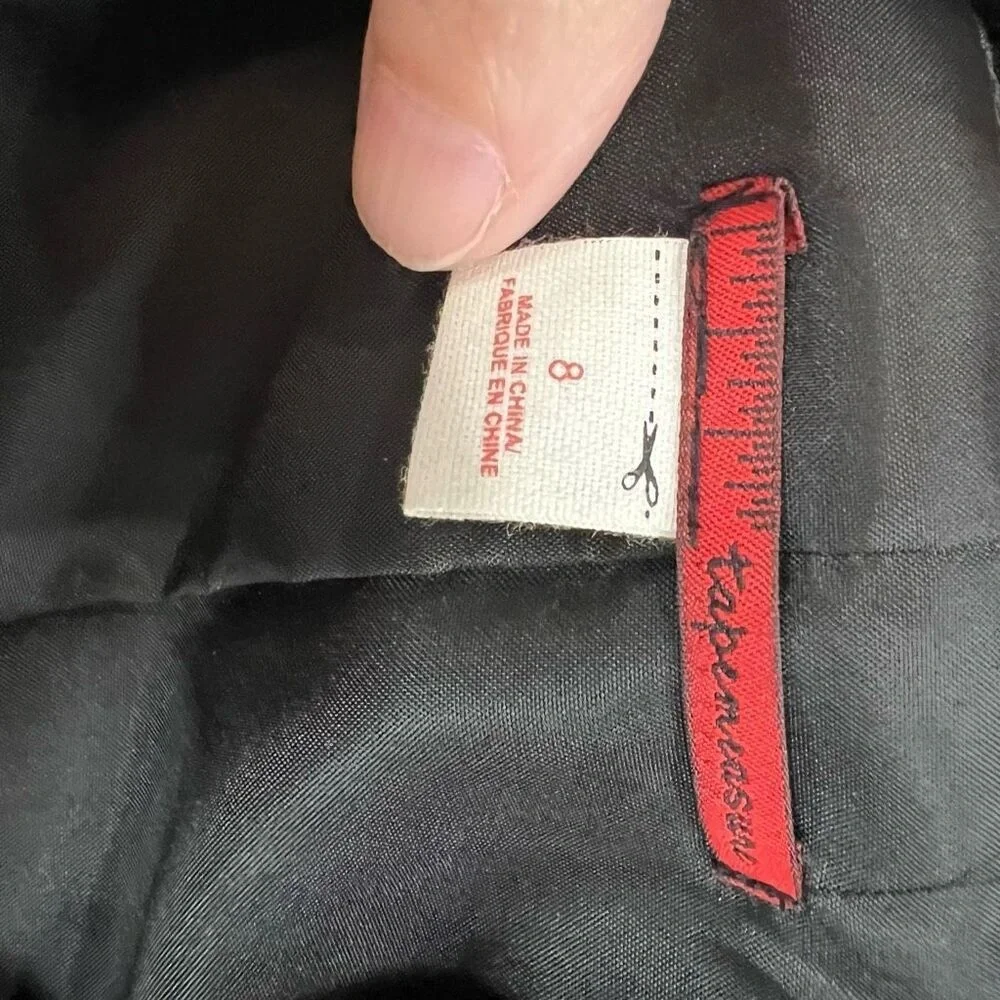 8
MADE IN CHINA/
FABRIQUE EN CHINE
tapemeasure